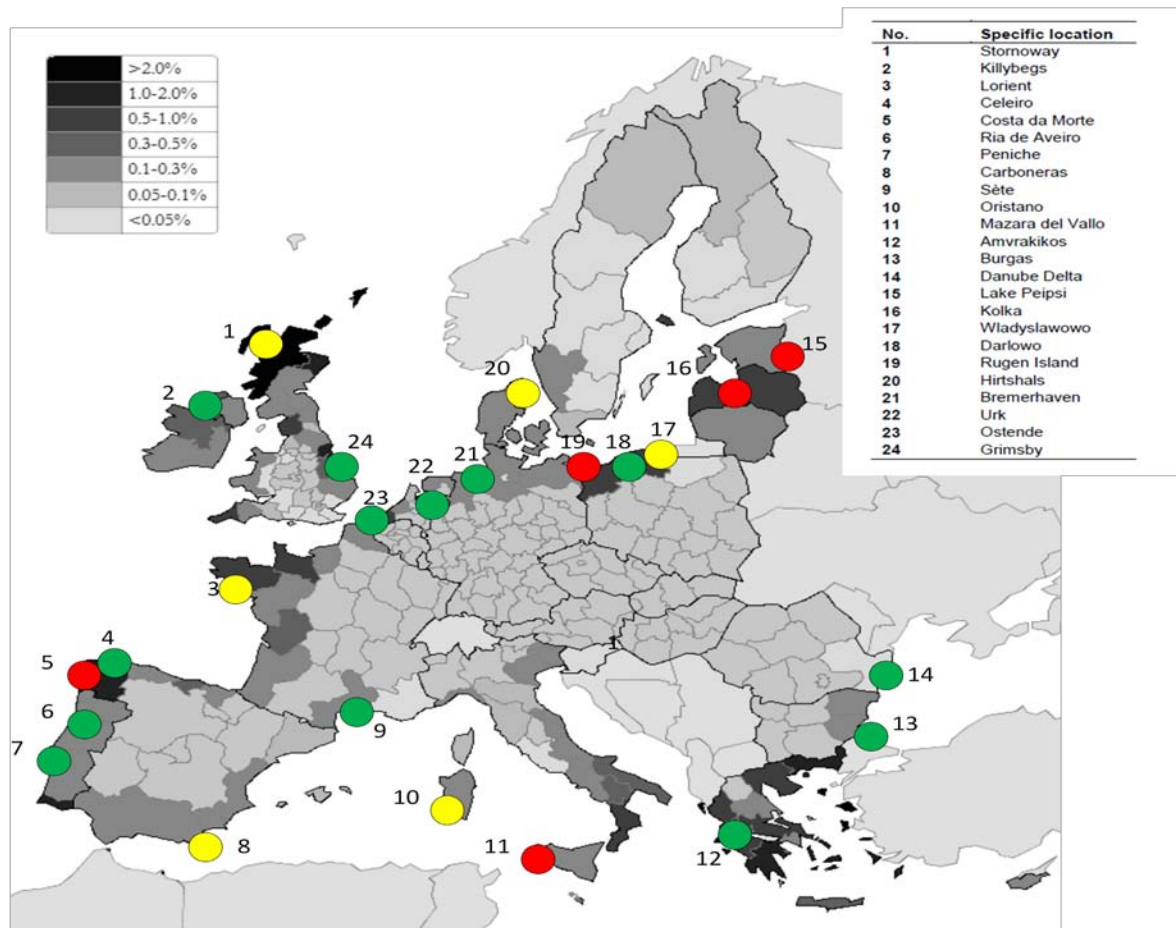 >2.0%
1.0-2.0%
0.5-1.0%
0.3-0.5%
0.1-0.3%
0.05-0.1%
<0.05%
No. Specific location
1 Stornoway
2 Killybegs
3 Lorient
4 Celeiro
5 Costa da Morte
6 Ria de Aveiro
7 Peniche
8 Carboneras
9 Sète
10 Oristano
11 Mazara del Vallo
12 Amvrakikos
13 Burgas
14 Danube Delta
15 Lake Peipsi
16 Kolka
17 Wladyslawowo
18 Darlowo
19 Rugen Island
20 Hirtshals
21 Bremerhaven
22 Urk
23 Ostende
24 Grimsby
1
15
20
16
2
24
17
21
19
18
22
23
3
1
4
5
14
6
13
9
7
10
8
11
12